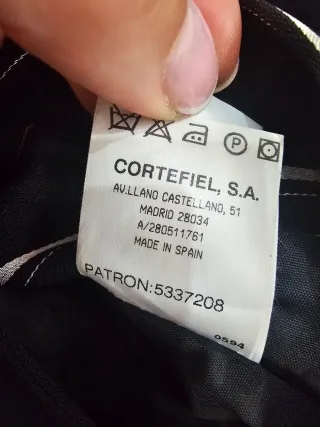 P
CORTEFIEL, S.A.
AV.LLANO CASTELLANO, 51
MADRID 28034
A/280511761
MADE IN SPAIN
PATRON:5337208
0594